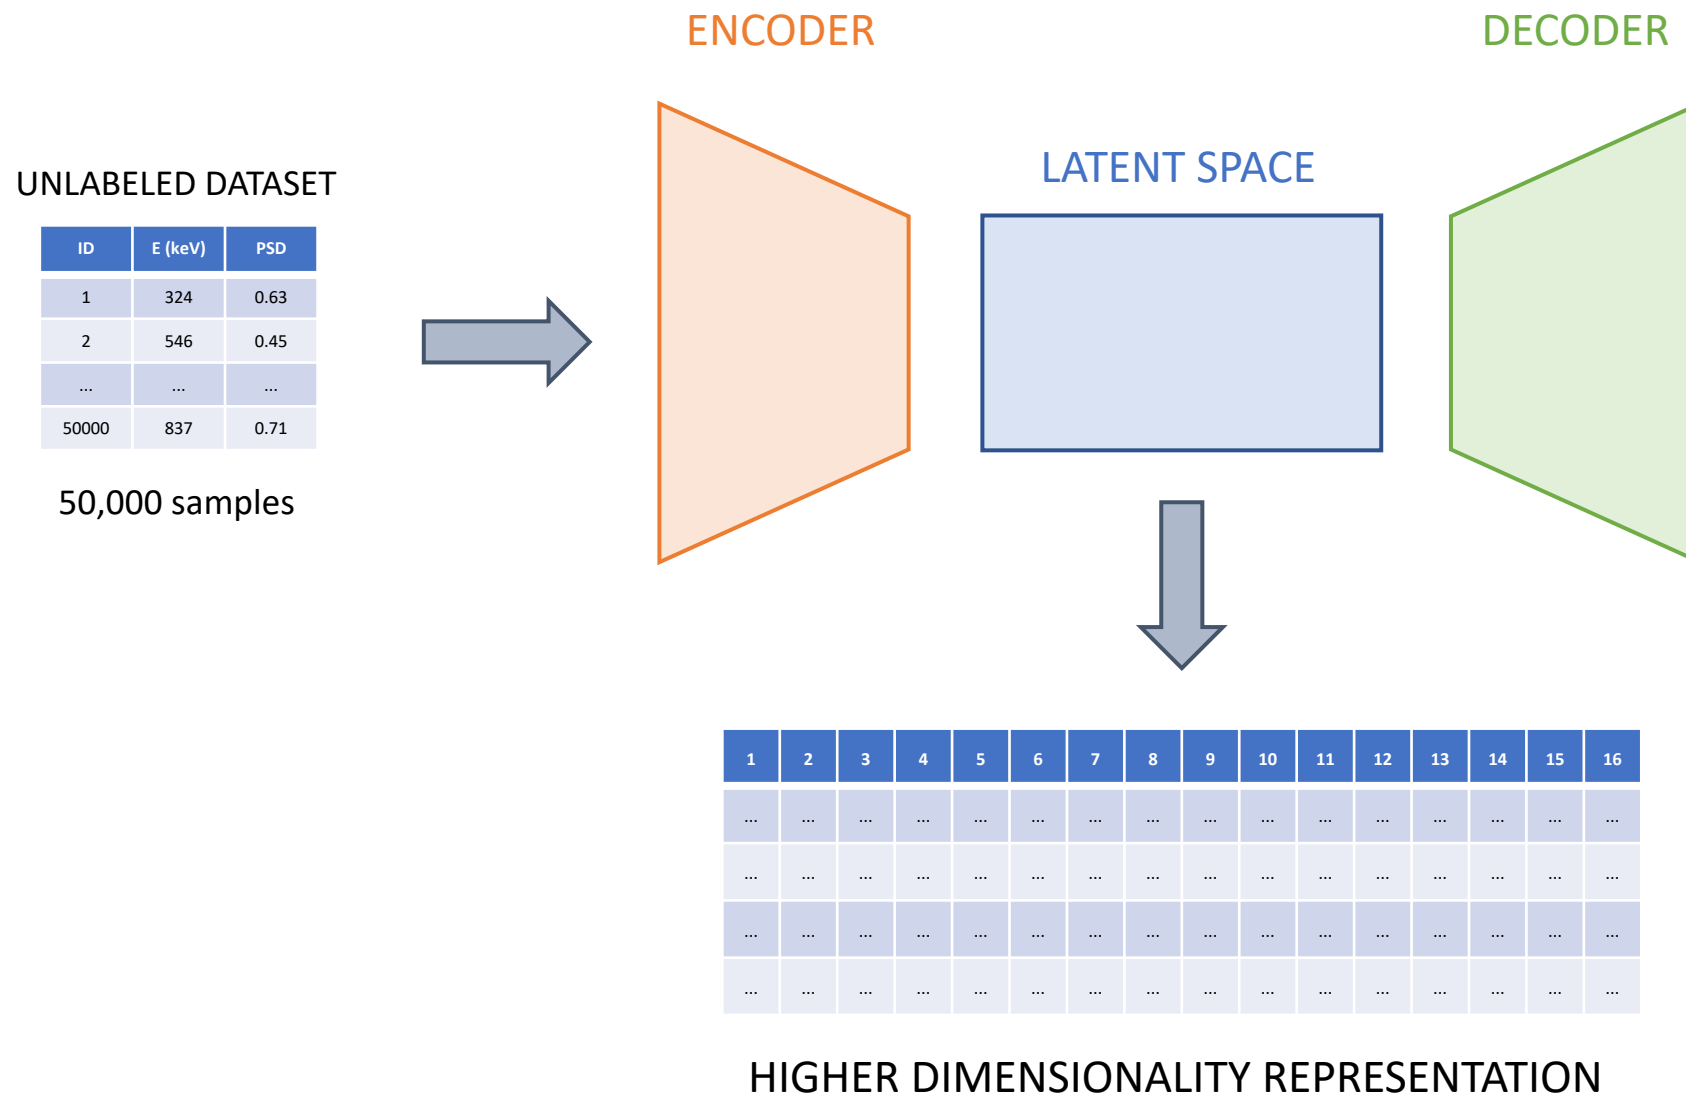 ENCODER
DECODER
LATENT SPACE
UNLABELED DATASET
ID E (keV) PSD
1 324 0.63
2 546 0.45
... ... ...
50000 837 0.71
50,000 samples
1 2 3 4 5 6 7 8 9 10 11 12 13 14 15 16
... ... ... ... ... ... ... ... ... ... ... ... ... ... ... ...
... ... ... ... ... ... ... ... ... ... ... ... ... ... ... ...
... ... ... ... ... ... ... ... ... ... ... ... ... ... ... ...
... ... ... ... ... ... ... ... ... ... ... ... ... ... ... ...
HIGHER DIMENSIONALITY REPRESENTATION